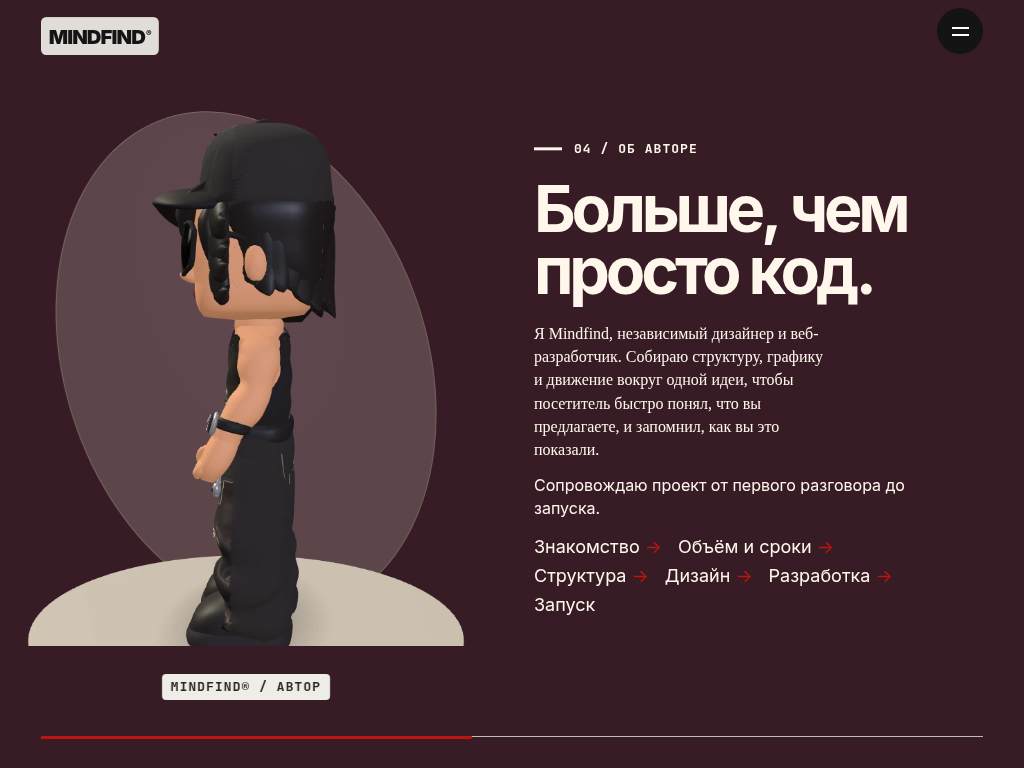 MINDFIND®
04 / ОБ АВТОРЕ
Больше, чем
просто код.
Я Mindfind, независимый дизайнер и веб-
разработчик. Собираю структуру, графику
и движение вокруг одной идеи, чтобы
посетитель быстро понял, что вы
предлагаете, и запомнил, как вы это
показали.
Сопровождаю проект от первого разговора до
запуска.
Знакомство → Объём и сроки →
Структура → Дизайн → Разработка →
Запуск
MINDFIND® / АВТОР